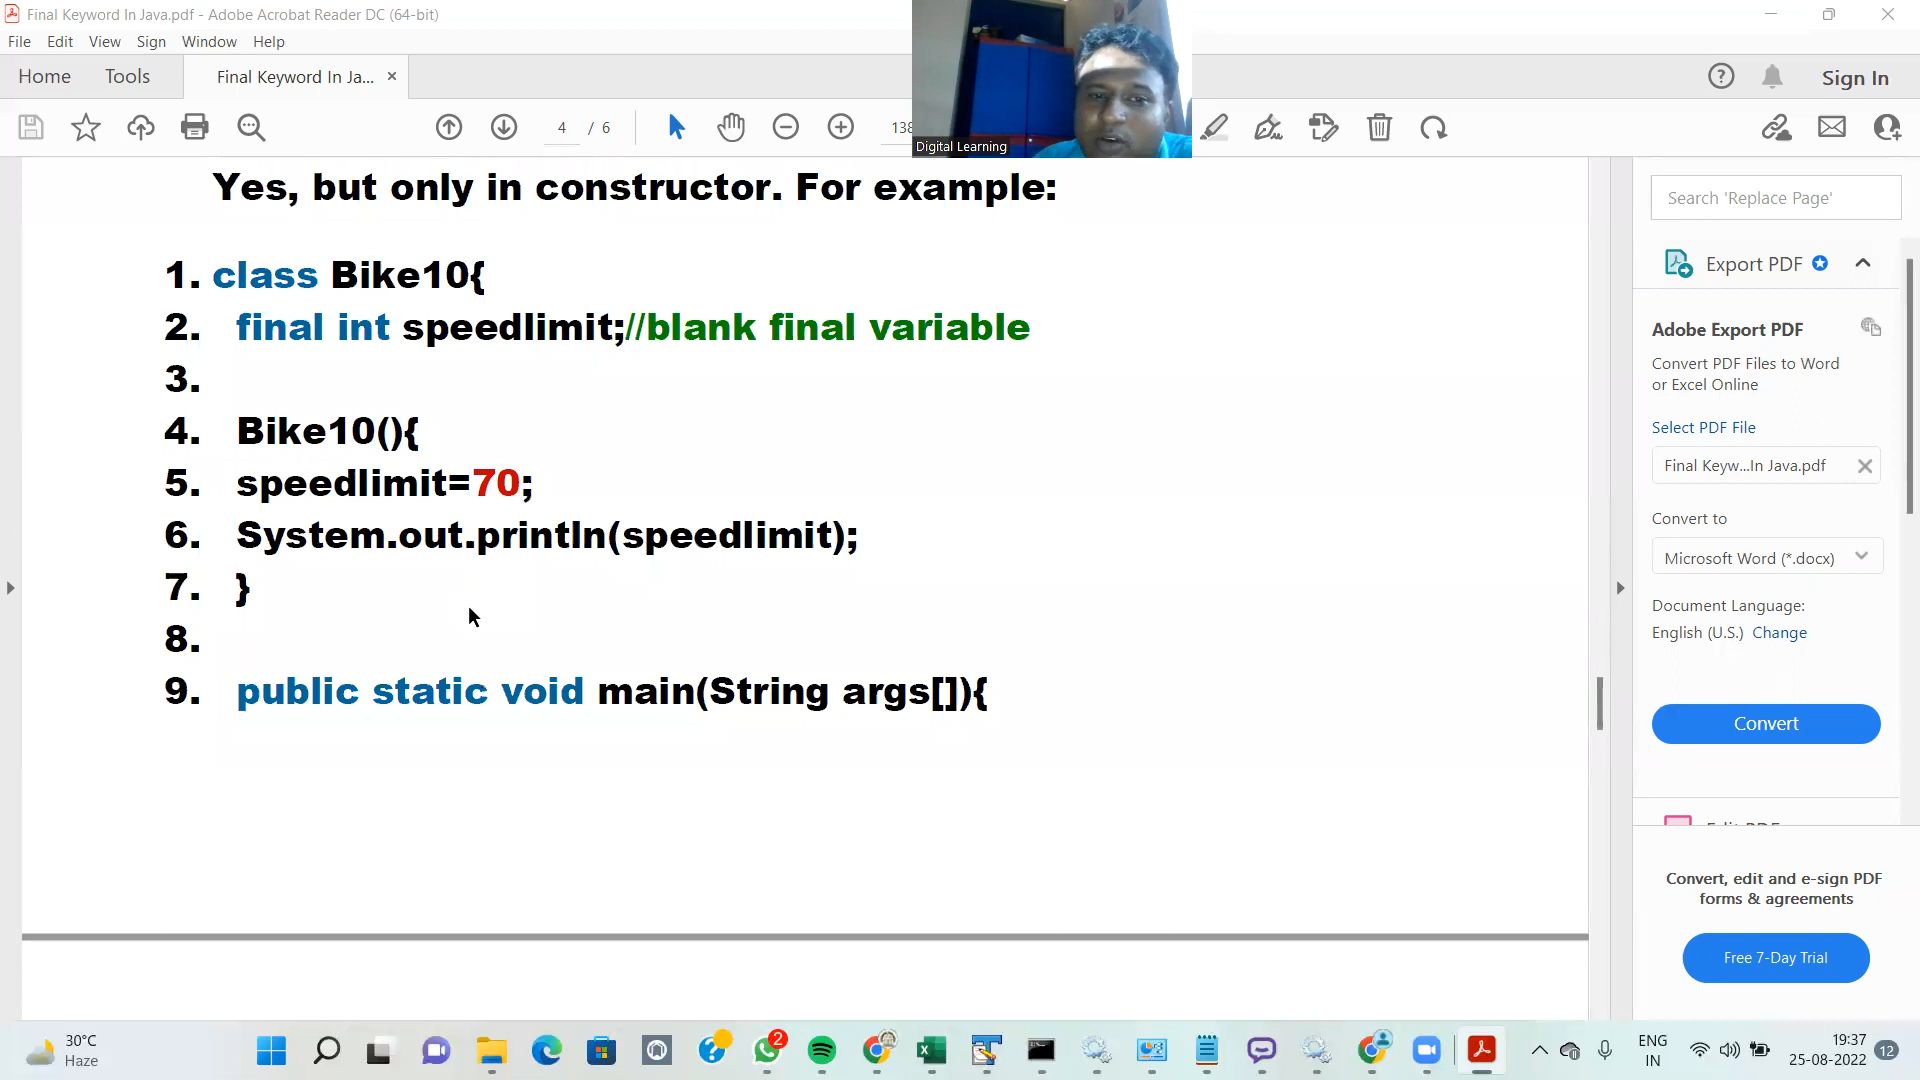 Final Keyword In Java.pdf - Adobe Acrobat Reader DC (64-bit)
File Edit View Sign Window Help
Home Tools Final Keyword In Ja... × Sign In
4 / 6 138
Digital Learning
Yes, but only in constructor. For example:
1. class Bike10{
2. final int speedlimit;//blank final variable
3.
4. Bike10(){
5. speedlimit=70;
6. System.out.println(speedlimit);
7. }
8.
9. public static void main(String args[]){
Search 'Replace Page'
Export PDF
Adobe Export PDF
Convert PDF Files to Word
or Excel Online
Select PDF File
Final Keyw...In Java.pdf
Convert to
Microsoft Word (*.docx)
Document Language:
English (U.S.) Change
Convert
Edit PDF
Convert, edit and e-sign PDF
forms & agreements
Free 7-Day Trial
30°C
Haze
2
ENG
IN
19:37
25-08-2022
12